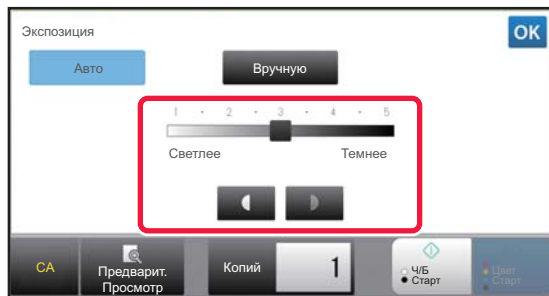 Экспозиция
OK
Авто
Вручную
1 • 2 • 3 • 4 • 5
Светлее
Темнее
CA
Предварит.
Просмотр
Копий
1
Ч/Б
Старт
Цвет
Старт